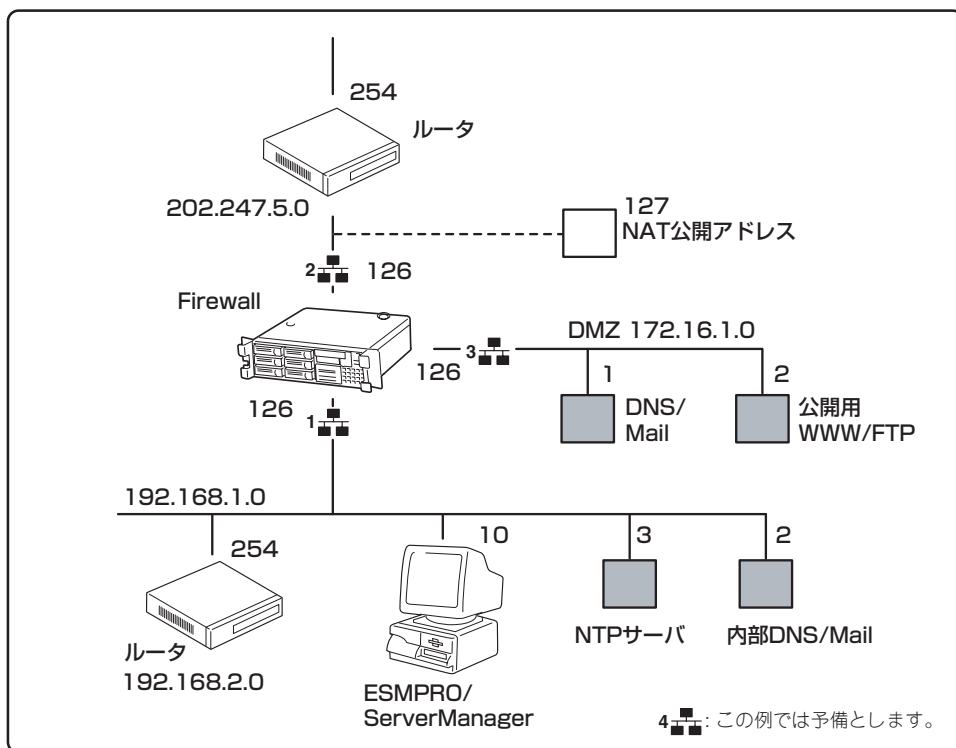 254
ルータ
202.247.5.0
127
NAT公開アドレス
2
126
Firewall
DMZ 172.16.1.0
3
126
1
2
DNS/
Mail
公開用
WWW/FTP
126
1
192.168.1.0
254
10
3
2
ルータ
192.168.2.0
ESMPRO/
ServerManager
NTPサーバ
内部DNS/Mail
4 : この例では予備とします。